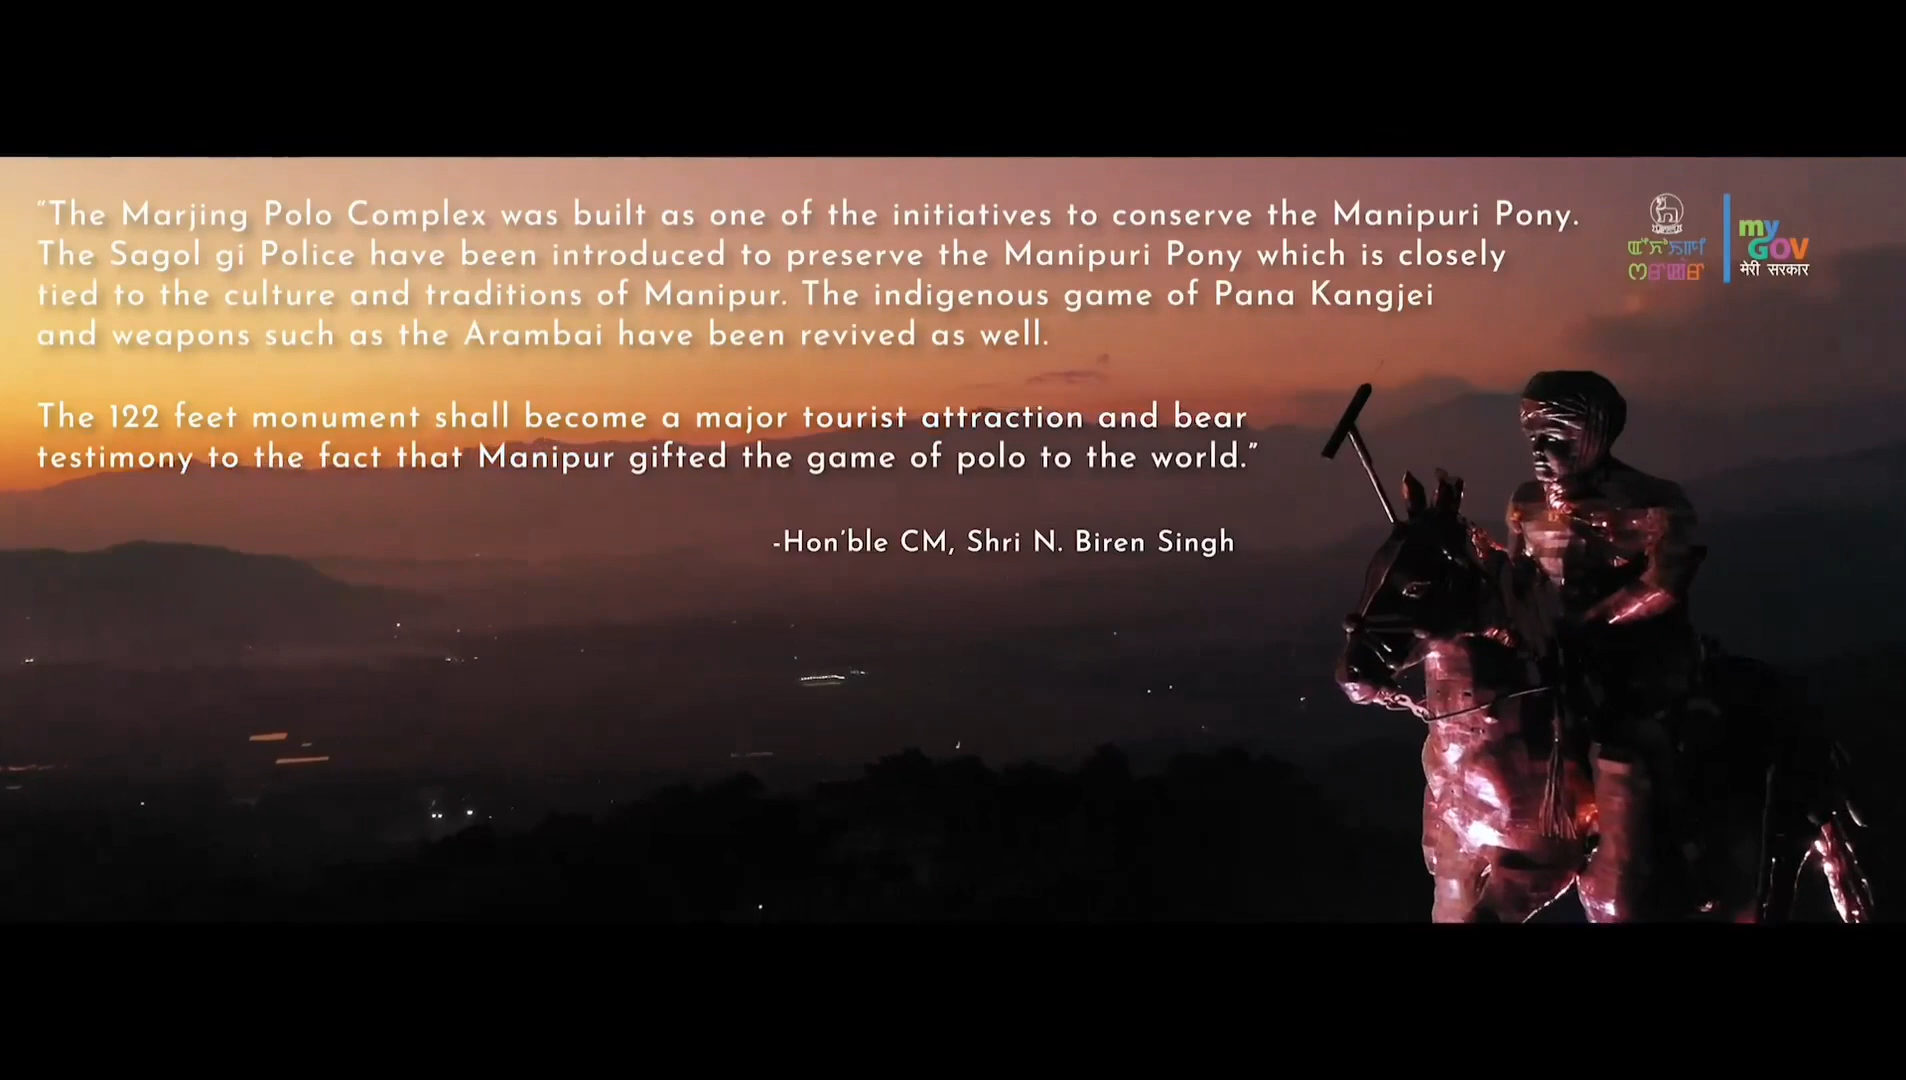 "The Marjing Polo Complex was built as one of the initiatives to conserve the Manipuri Pony.
The Sagol gi Police have been introduced to preserve the Manipuri Pony which is closely
tied to the culture and traditions of Manipur. The indigenous game of Pana Kangjei
and weapons such as the Arambai have been revived as well.
The 122 feet monument shall become a major tourist attraction and bear
testimony to the fact that Manipur gifted the game of polo to the world."
-Hon'ble CM, Shri N. Biren Singh
my
GOV
मेरी सरकार